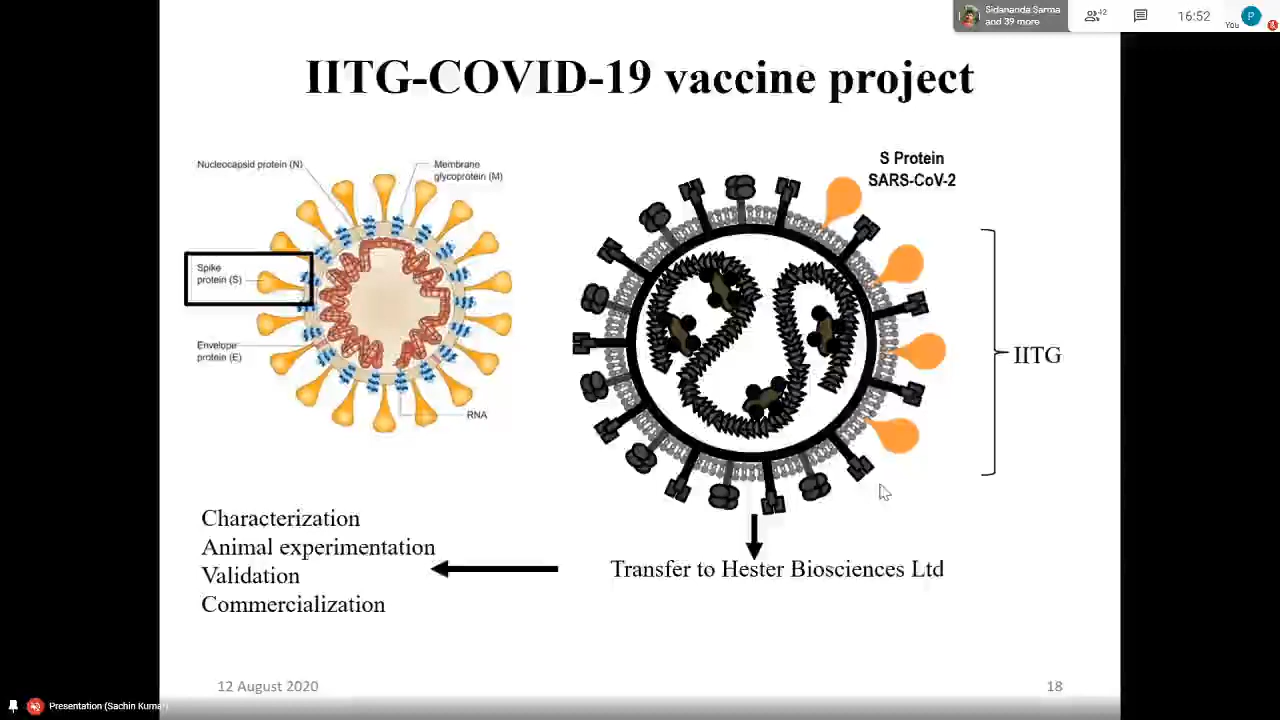 Sidananda Sarma
and 39 more
+2
16:52
You
P
IITG-COVID-19 vaccine project
Nucleocapsid protein (N)
Membrane
glycoprotein (M)
Spike
protein (S)
Envelope
protein (E)
RNA
S Protein
SARS-CoV-2
IITG
Transfer to Hester Biosciences Ltd
Characterization
Animal experimentation
Validation
Commercialization
12 August 2020
18
Presentation (Sachin Kumar)